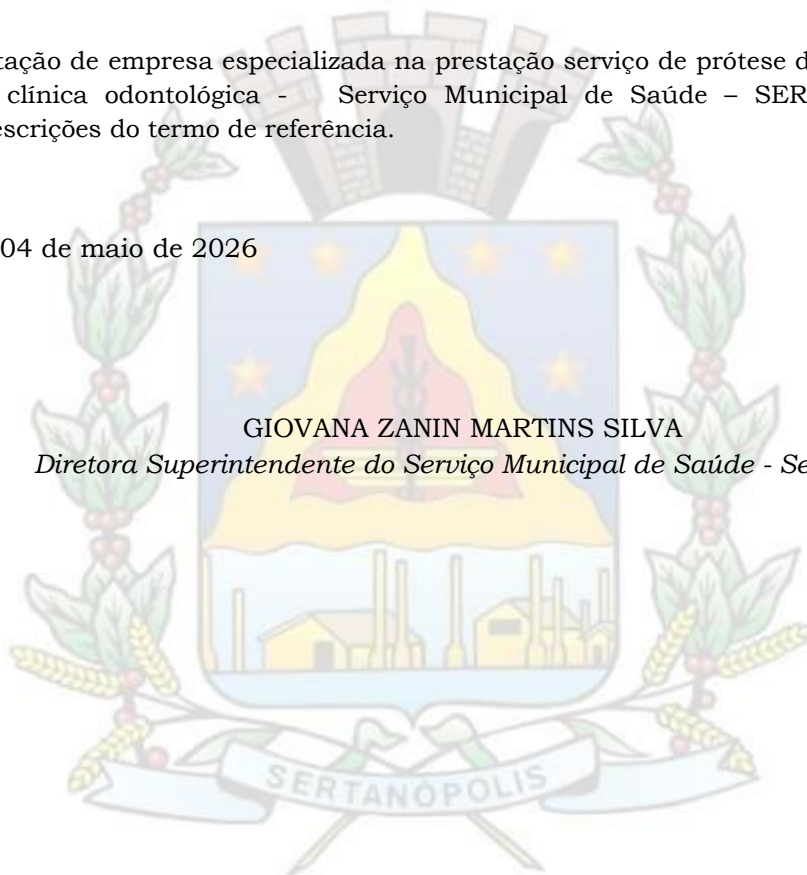 tação de empresa especializada na prestação serviço de prótese d
clínica odontológica - Serviço Municipal de Saúde – SER
escrições do termo de referência.
04 de maio de 2026
GIOVANA ZANIN MARTINS SILVA
Diretora Superintendente do Serviço Municipal de Saúde - Se
SERTANÓPOLIS